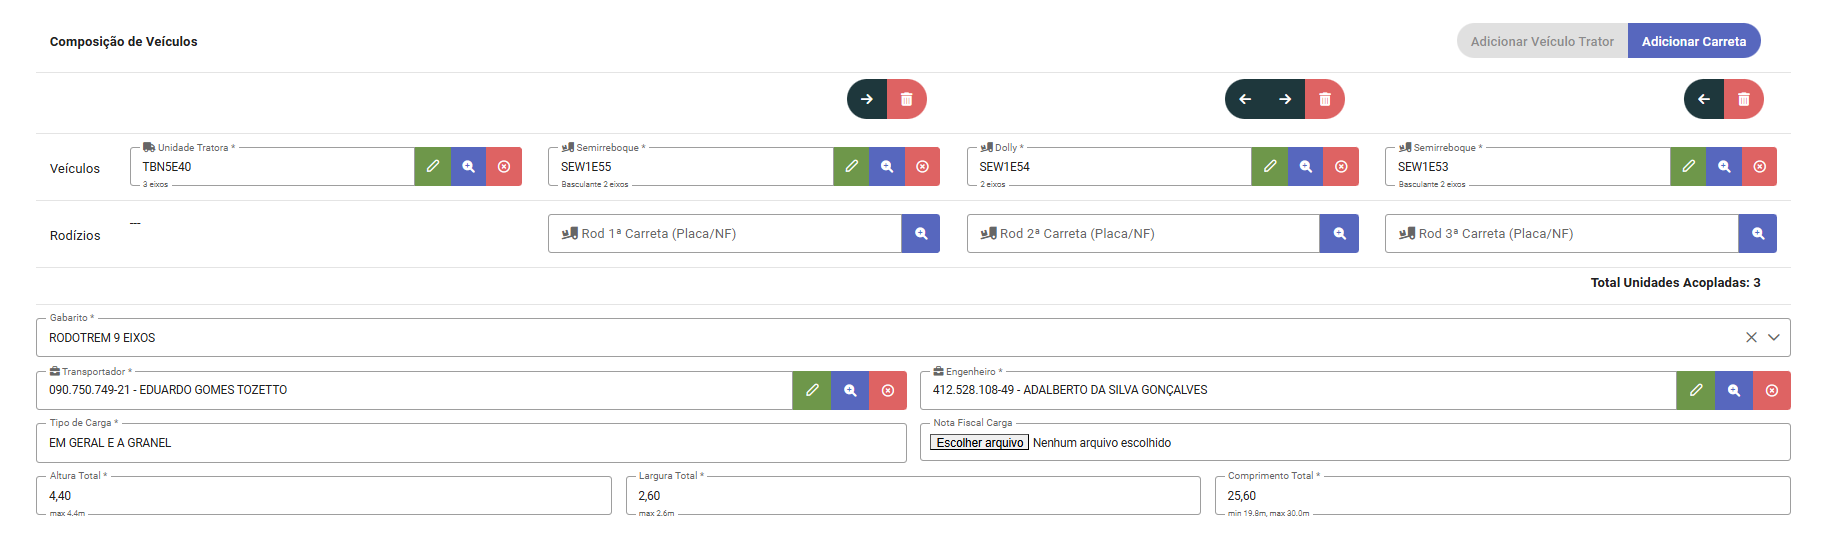 Composição de Veículos
Adicionar Veículo Trator
Adicionar Carreta
Veículos
Unidade Tratora *
TBN5E40
3 eixos
Semirreboque *
SEW1E55
Basculante 2 eixos
Dolly *
SEW1E54
2 eixos
Semirreboque *
SEW1E53
Basculante 2 eixos
Rodízios
---
Rod 1ª Carreta (Placa/NF)
Rod 2ª Carreta (Placa/NF)
Rod 3ª Carreta (Placa/NF)
Total Unidades Acopladas: 3
Gabarito *
RODOTREM 9 EIXOS
Transportador *
090.750.749-21 - EDUARDO GOMES TOZETTO
Engenheiro *
412.528.108-49 - ADALBERTO DA SILVA GONÇALVES
Tipo de Carga *
EM GERAL E A GRANEL
Nota Fiscal Carga
Escolher arquivo Nenhum arquivo escolhido
Altura Total *
4,40
max 4.4m
Largura Total *
2,60
max 2.6m
Comprimento Total *
25,60
min 19.8m, max 30.0m